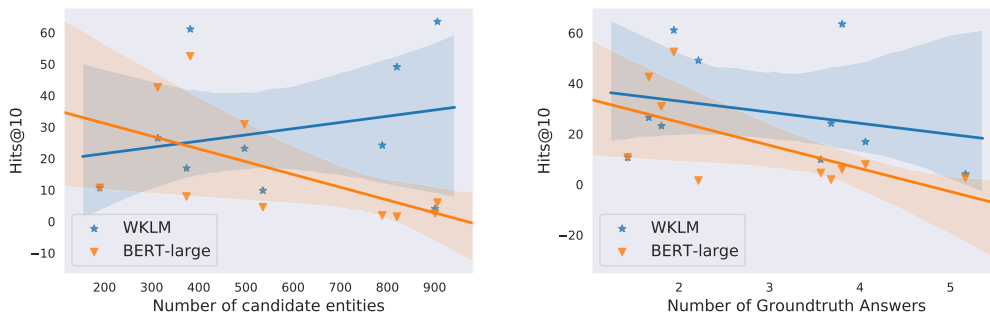 60
50
40
30
20
10
0
−10
Hits@10
WKLM
BERT-large
200 300 400 500 600 700 800 900
Number of candidate entities
60
40
20
0
−20
Hits@10
WKLM
BERT-large
2 3 4 5
Number of Groundtruth Answers